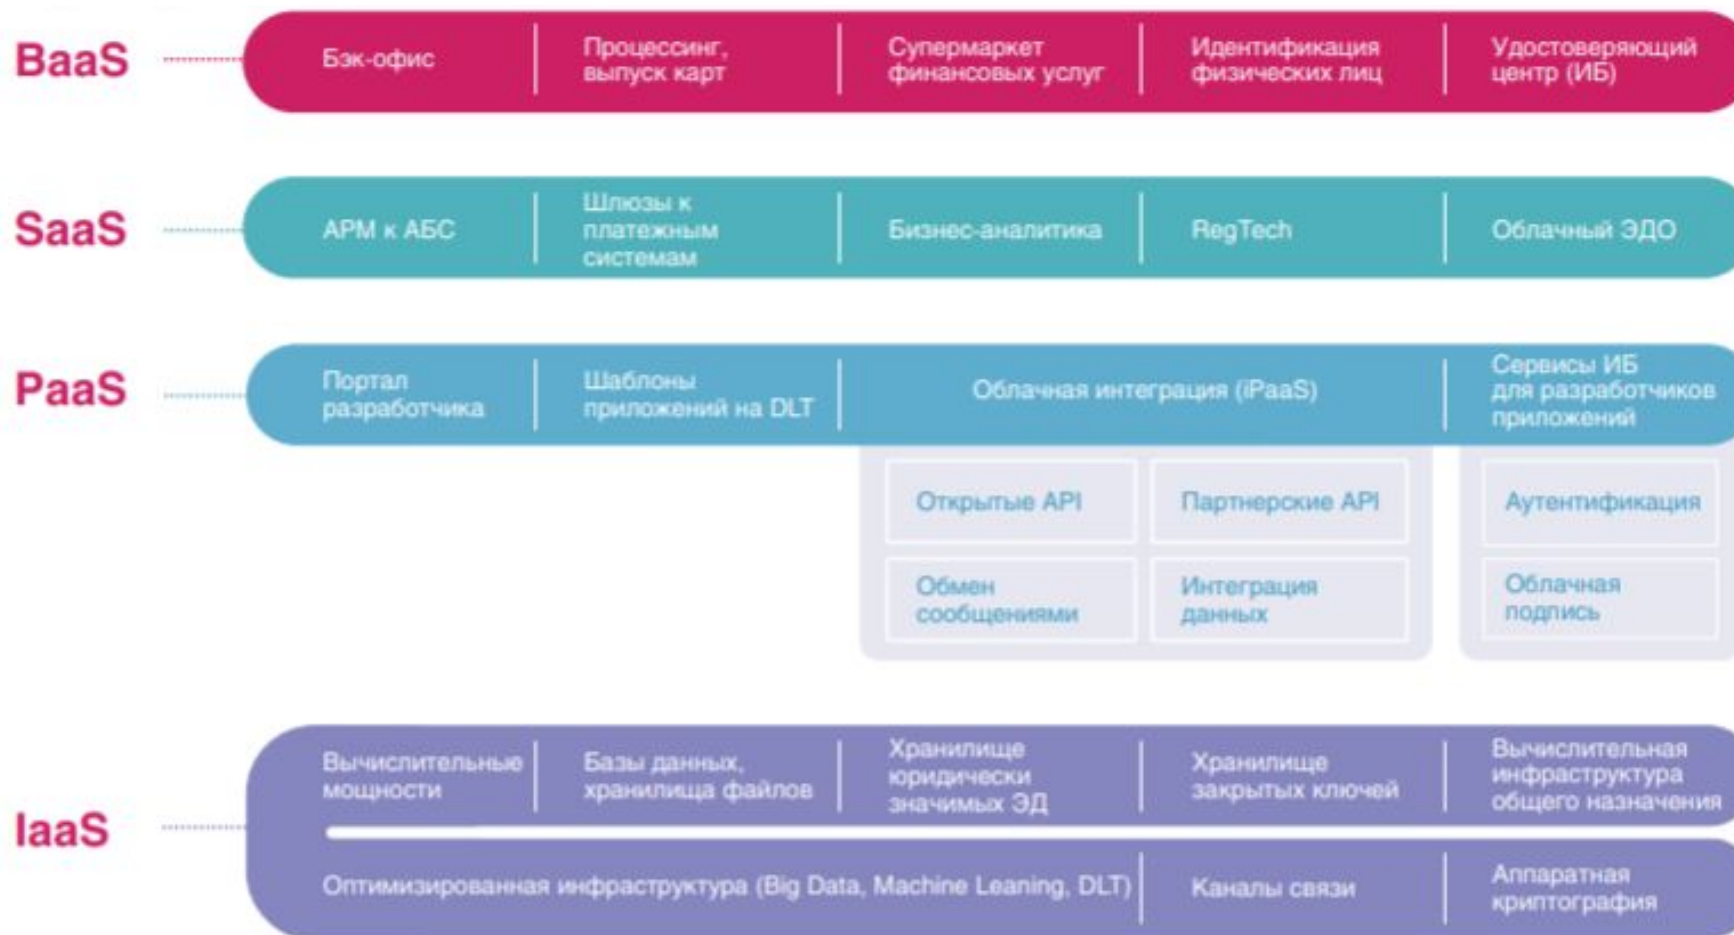 BaaS
Бэк-офис
Процессинг,
выпуск карт
Супермаркет
финансовых услуг
Идентификация
физических лиц
Удостоверяющий
центр (ИБ)
SaaS
АРМ к АБС
Шлюзы к
платежным
системам
Бизнес-аналитика
RegTech
Облачный ЭДО
PaaS
Портал
разработчика
Шаблоны
приложений на DLT
Облачная интеграция (iPaaS)
Сервисы ИБ
для разработчиков
приложений
Открытые API
Партнерские API
Аутентификация
Обмен
сообщениями
Интеграция
данных
Облачная
подпись
IaaS
Вычислительные
мощности
Базы данных,
хранилища файлов
Хранилище
юридически
значимых ЭД
Хранилище
закрытых ключей
Вычислительная
инфраструктура
общего назначения
Оптимизированная инфраструктура (Big Data, Machine Leaning, DLT)
Каналы связи
Аппаратная
криптография